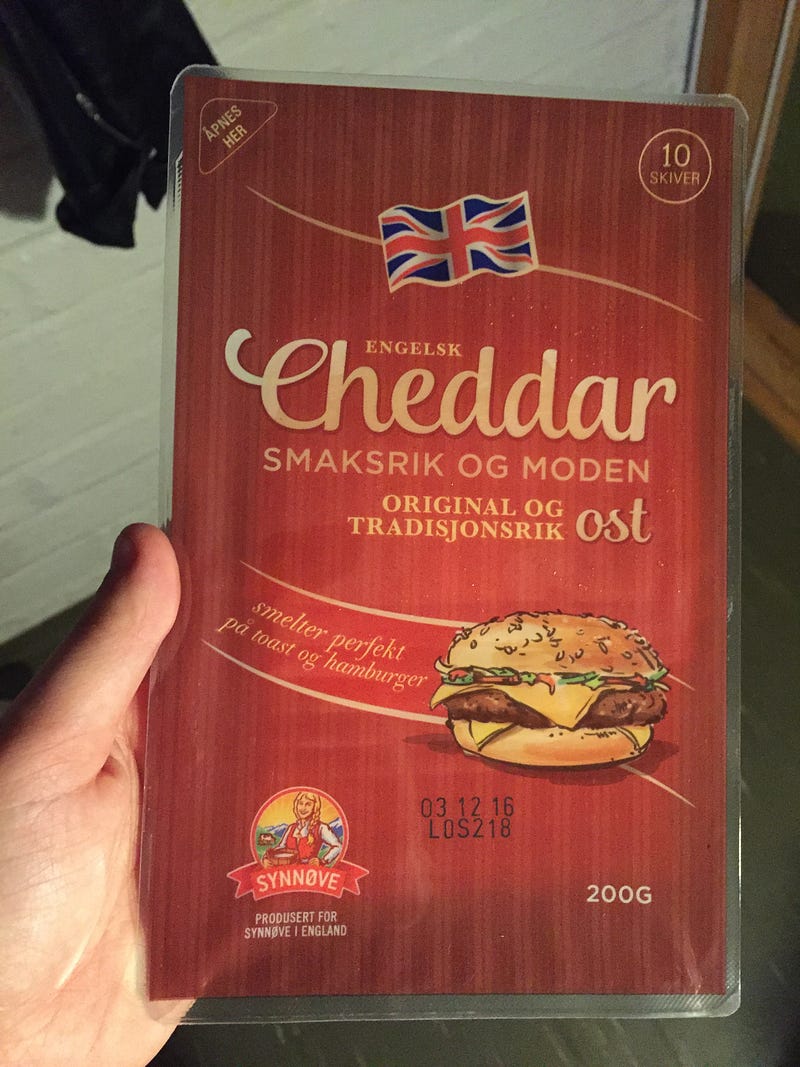 ÅPNES
HER
10
SKIVER
ENGELSK
Cheddar
SMAKSRIK OG MODEN
ORIGINAL OG
TRADISJONSRIK ost
smelter perfekt
på toast og hamburger
03 12 16
LOS218
SYNNØVE
PRODUSERT FOR
SYNNØVE I ENGLAND
200G